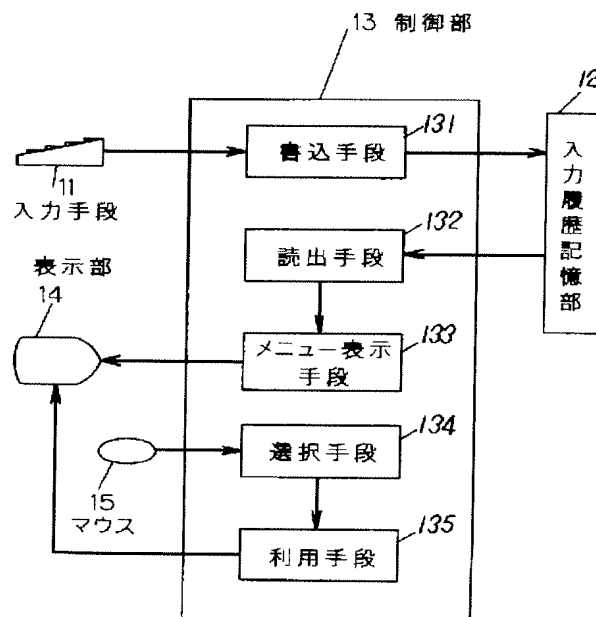 13 制御部
12
131
書込手段
11
入力手段
入力履歴記憶部
132
読出手段
表示部
14
133
メニュー表示
手段
134
選択手段
15
マウス
135
利用手段